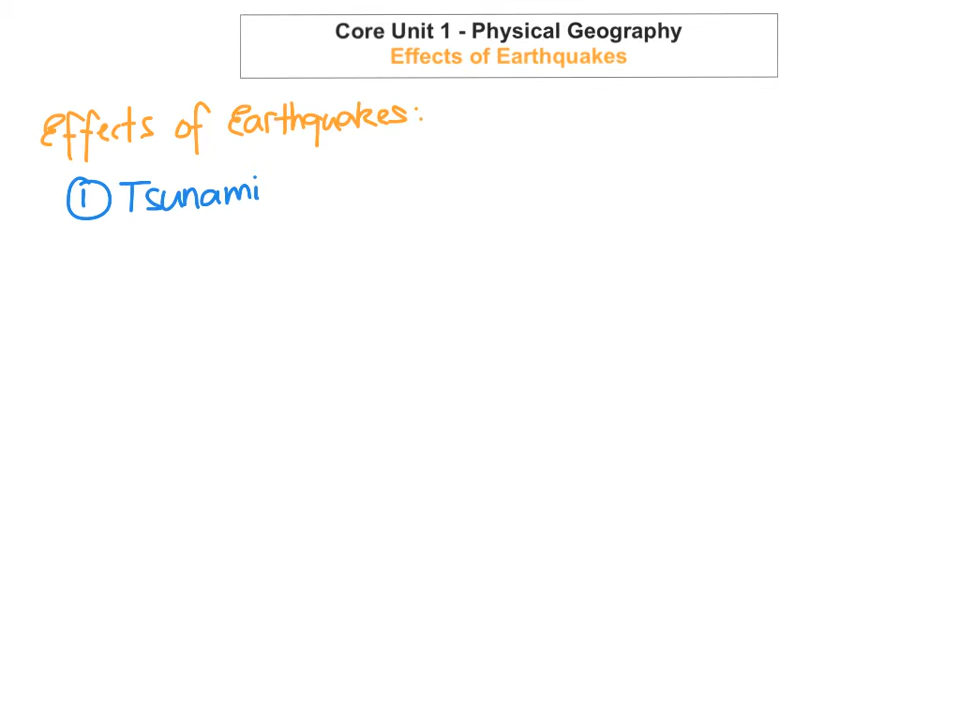 Core Unit 1 - Physical Geography
Effects of Earthquakes
Effects of Earthquakes:
① Tsunami